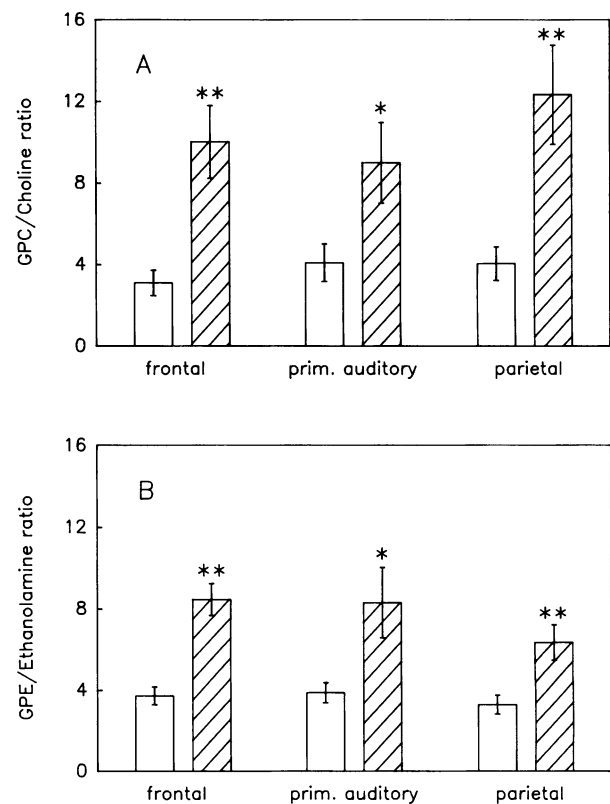 16
12
8
4
0
GPC/Choline ratio
A
**
*
**
frontal
prim. auditory
parietal
16
12
8
4
0
GPE/Ethanolamine ratio
B
**
*
**
frontal
prim. auditory
parietal